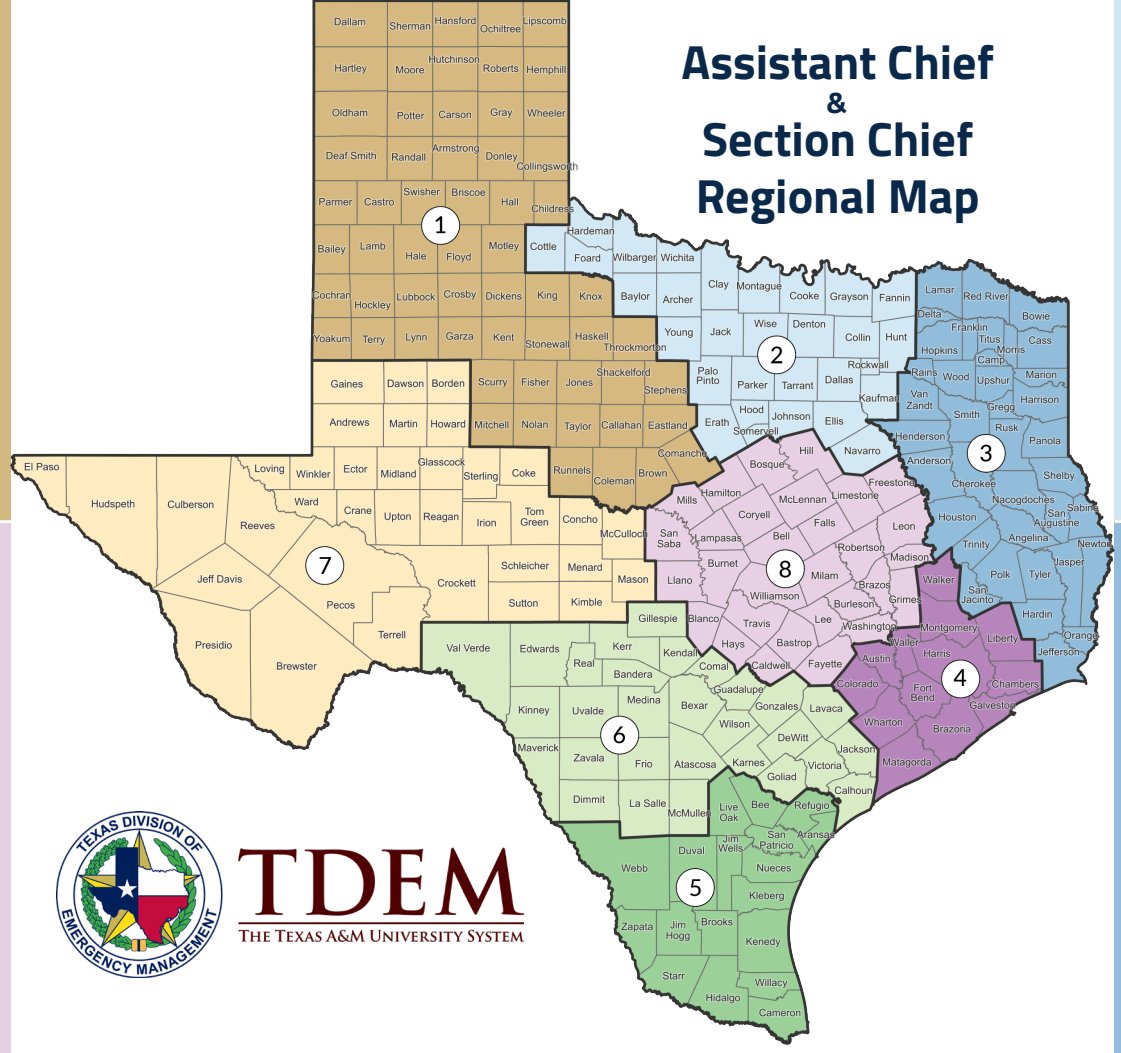 Assistant Chief
&
Section Chief
Regional Map
Dallam
Sherman
Hansford
Ochiltree
Lipscomb
Hartley
Moore
Hutchinson
Roberts
Hemphill
Oldham
Potter
Carson
Gray
Wheeler
Deaf Smith
Randall
Armstrong
Donley
Collingsworth
Parmer
Castro
Swisher
Briscoe
Hall
Childress
1
Bailey
Lamb
Hale
Floyd
Motley
Cochran
Hockley
Lubbock
Crosby
Dickens
King
Knox
Yoakum
Terry
Lynn
Garza
Kent
Stonewall
Haskell
Throckmorton
Scurry
Fisher
Jones
Shackelford
Stephens
Mitchell
Nolan
Taylor
Callahan
Eastland
Runnels
Coleman
Brown
Comanche
Cottle
Hardeman
Foard
Wilbarger
Wichita
Baylor
Archer
Clay
Montague
Cooke
Grayson
Fannin
Young
Jack
Wise
Denton
Collin
Hunt
2
Rockwall
Palo
Pinto
Parker
Tarrant
Dallas
Kaufman
Erath
Hood
Somervell
Johnson
Ellis
Navarro
Lamar
Red River
Bowie
Delta
Franklin
Titus
Morris
Cass
Hopkins
Camp
Rains
Wood
Upshur
Marion
Van
Zandt
Smith
Gregg
Harrison
Henderson
Rusk
Panola
3
Anderson
Cherokee
Shelby
Nacogdoches
Houston
San
Augustine
Sabine
Angelina
Trinity
Newton
Jasper
Polk
Tyler
San
Jacinto
Hardin
Orange
Jefferson
Walker
Montgomery
Liberty
Waller
Harris
Austin
4
Chambers
Colorado
Fort
Bend
Galveston
Wharton
Brazoria
Matagorda
Bosque
Hill
Freestone
Mills
Hamilton
McLennan
Limestone
Coryell
Falls
Leon
San
Saba
Lampasas
Bell
Robertson
Madison
Burnet
8
Milam
Brazos
Llano
Williamson
Burleson
Grimes
Blanco
Travis
Lee
Washington
Hays
Bastrop
Caldwell
Fayette
Gaines
Dawson
Borden
Andrews
Martin
Howard
El Paso
Hudspeth
Culberson
Loving
Winkler
Ector
Midland
Glasscock
Sterling
Coke
Reeves
Ward
Crane
Upton
Reagan
Irion
Tom
Green
Concho
McCulloch
7
Jeff Davis
Pecos
Crockett
Schleicher
Menard
Mason
Sutton
Kimble
Presidio
Brewster
Terrell
Val Verde
Edwards
Kerr
Gillespie
Kendall
Real
Bandera
Comal
Guadalupe
Kinney
Uvalde
Medina
Bexar
Gonzales
Lavaca
6
Wilson
DeWitt
Maverick
Zavala
Frio
Atascosa
Karnes
Jackson
Victoria
Goliad
Calhoun
Dimmit
La Salle
McMullen
Live
Oak
Bee
Refugio
Jim
Wells
San
Patricio
Aransas
Webb
Duval
Nueces
5
Kleberg
Zapata
Jim
Hogg
Brooks
Kenedy
Starr
Hidalgo
Willacy
Cameron
TEXAS DIVISION OF
EMERGENCY MANAGEMENT
TDEM
THE TEXAS A&M UNIVERSITY SYSTEM